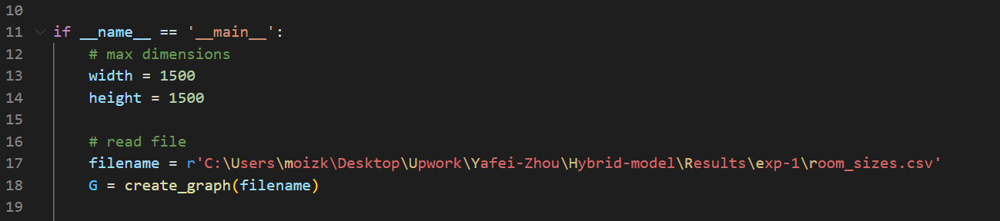 10
11 if __name__ == '__main__':
12     # max dimensions
13     width = 1500
14     height = 1500
15
16     # read file
17     filename = r'C:\Users\moizk\Desktop\Upwork\Yafei-Zhou\Hybrid-model\Results\exp-1\room_sizes.csv'
18     G = create_graph(filename)
19